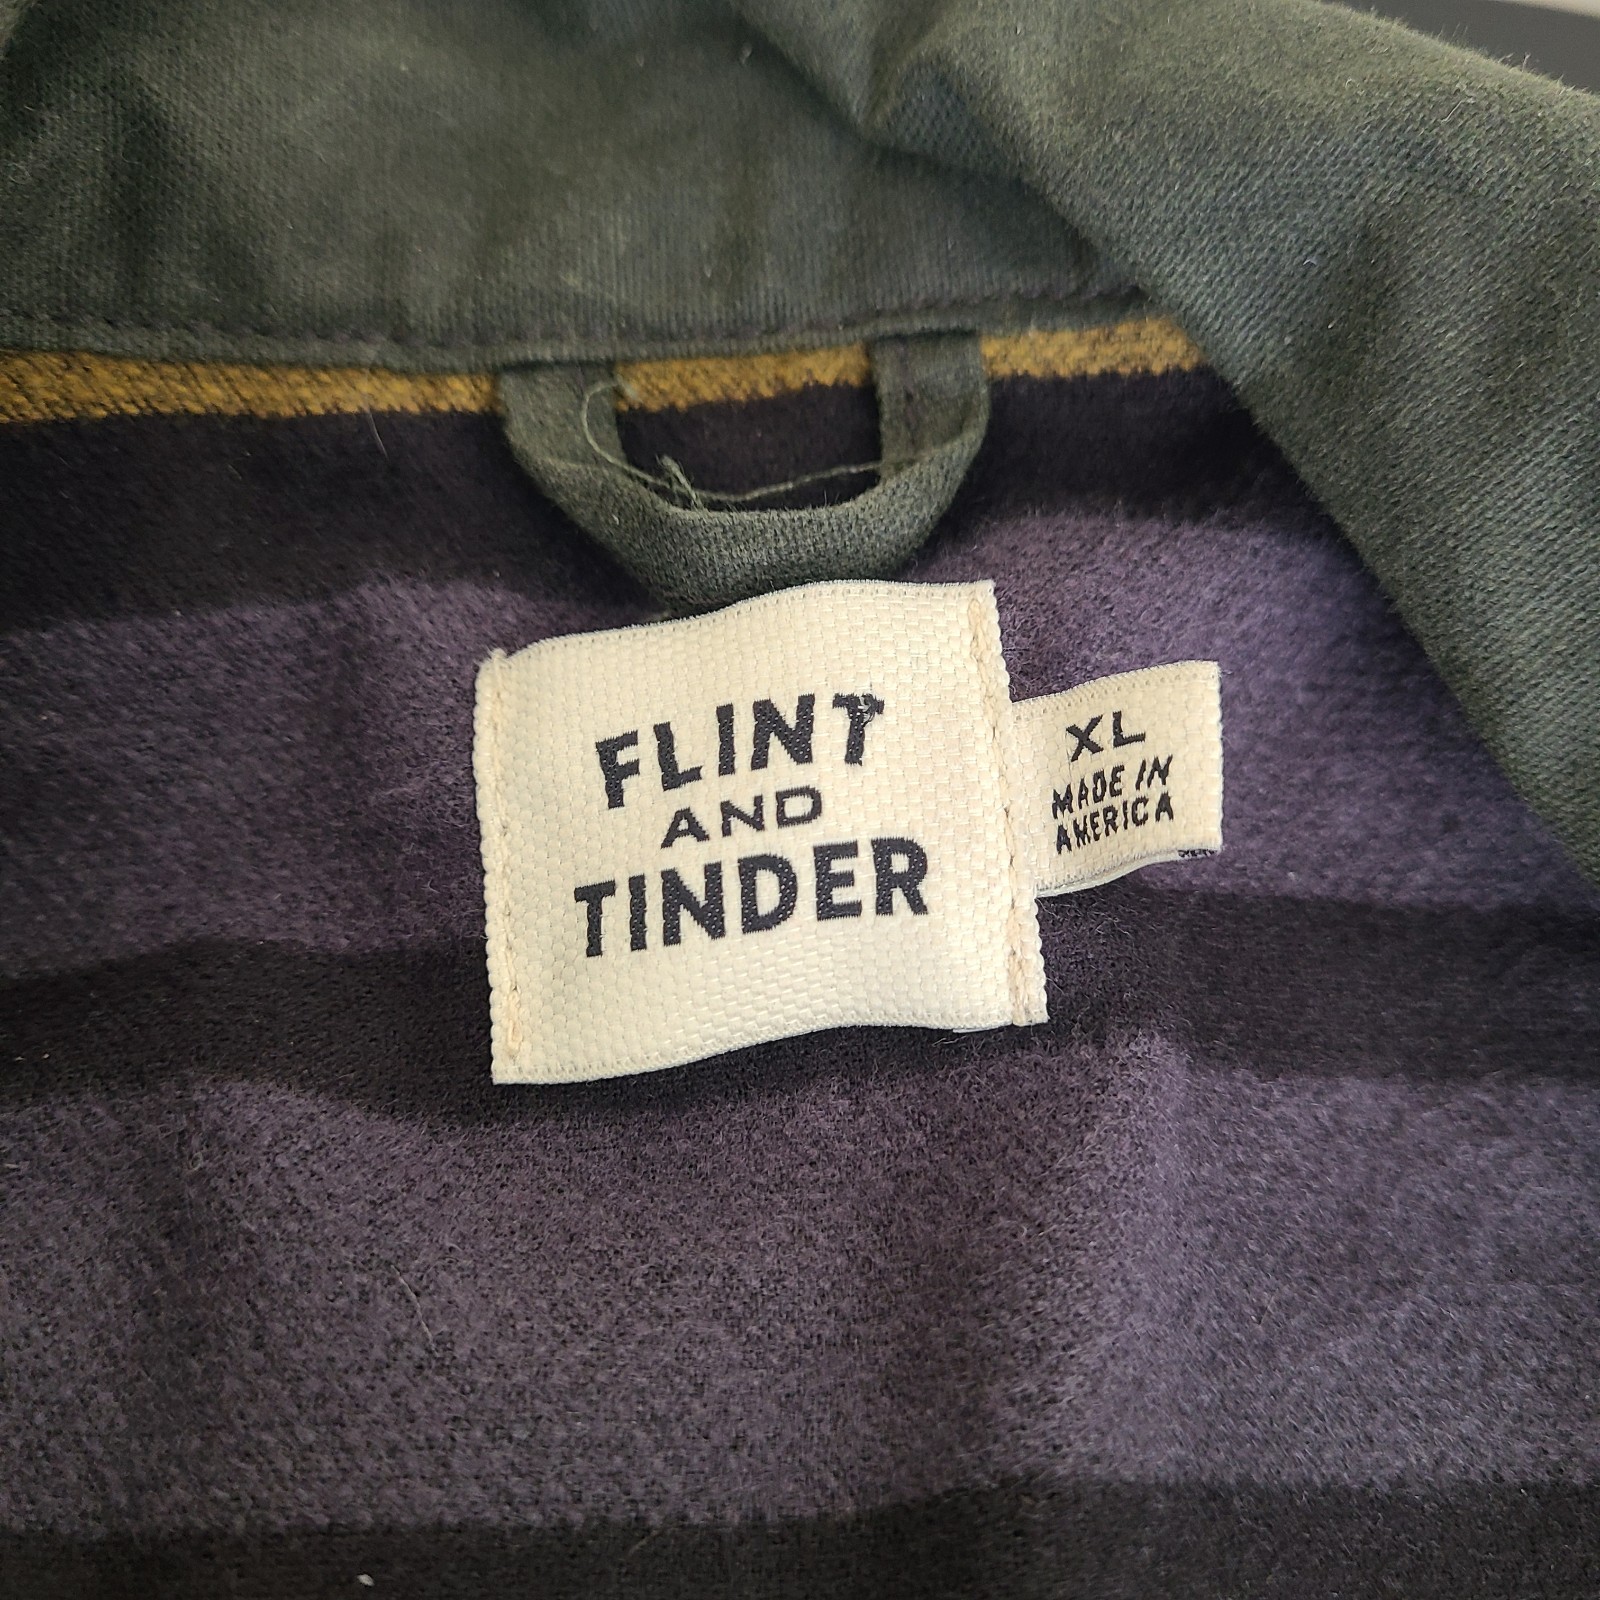 FLINT
AND
TINDER
XL
MADE IN
AMERICA